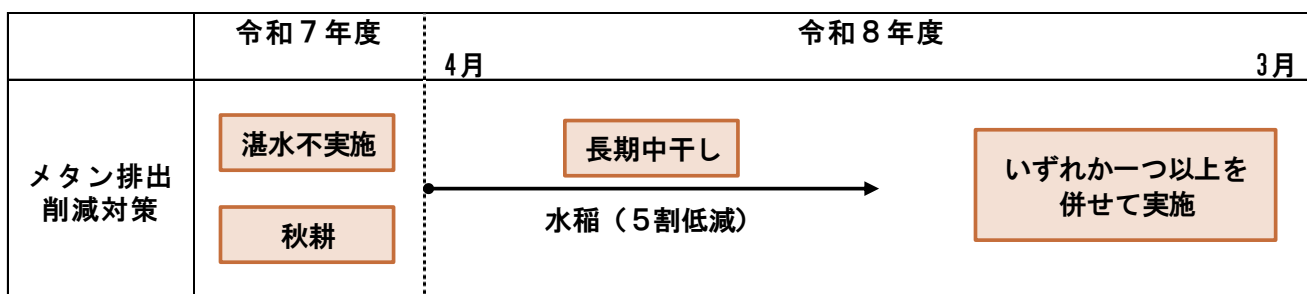 令和７年度
令和８年度
4月
3月
メタン排出
削減対策
湛水不実施
秋耕
長期中干し
水稲（５割低減）
いずれか一つ以上を
併せて実施